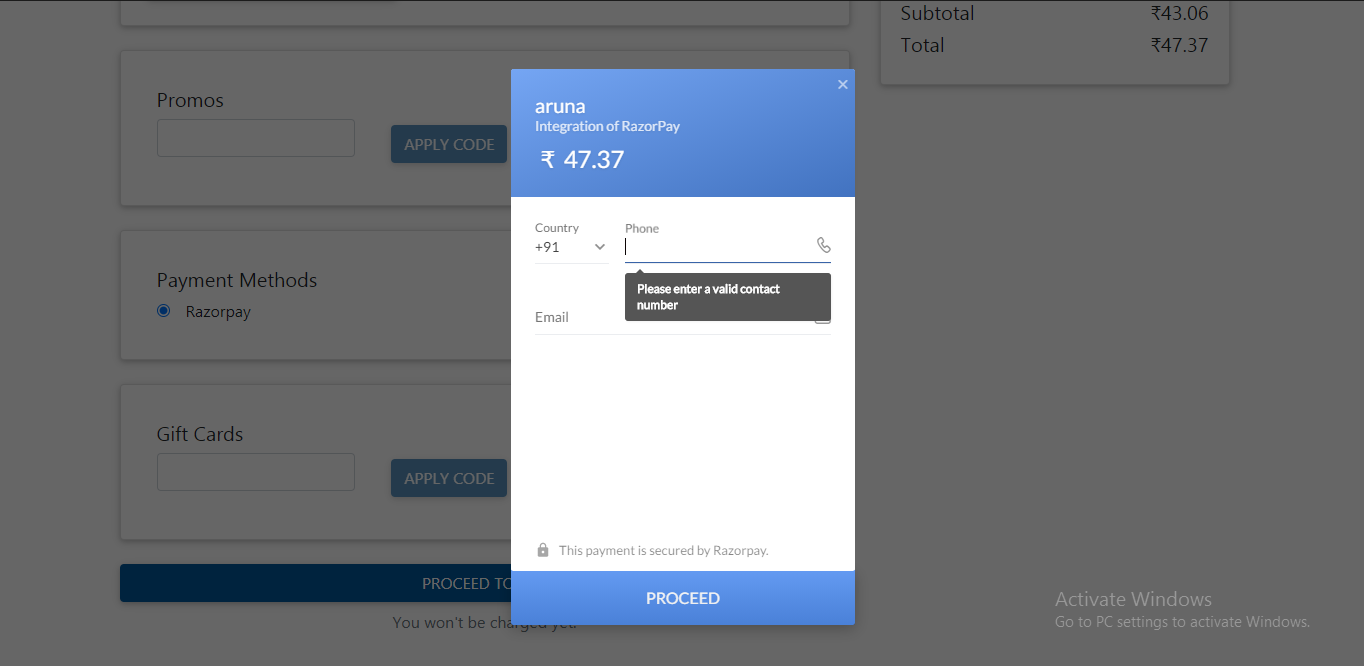 Subtotal ₹43.06
Total ₹47.37
Promos
APPLY CODE
Payment Methods
Razorpay
Gift Cards
APPLY CODE
PROCEED TO
You won't be charged yet.
×
aruna
Integration of RazorPay
₹ 47.37
Country
+91
Phone
Please enter a valid contact
number
Email
This payment is secured by Razorpay.
PROCEED
Activate Windows
Go to PC settings to activate Windows.